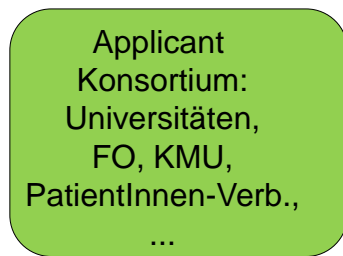 Applicant
Konsortium:
Universitäten,
FO, KMU,
PatientInnen-Verb.,
...